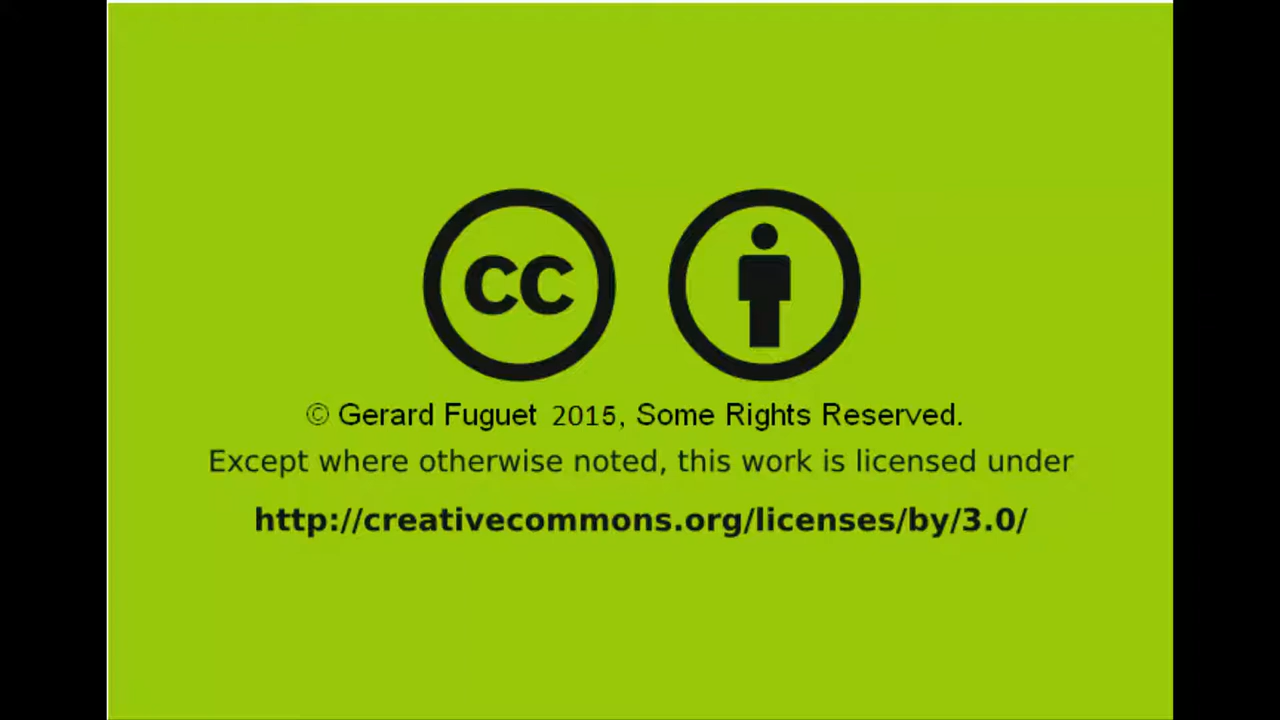 cc
© Gerard Fuguet 2015, Some Rights Reserved.
Except where otherwise noted, this work is licensed under
http://creativecommons.org/licenses/by/3.0/